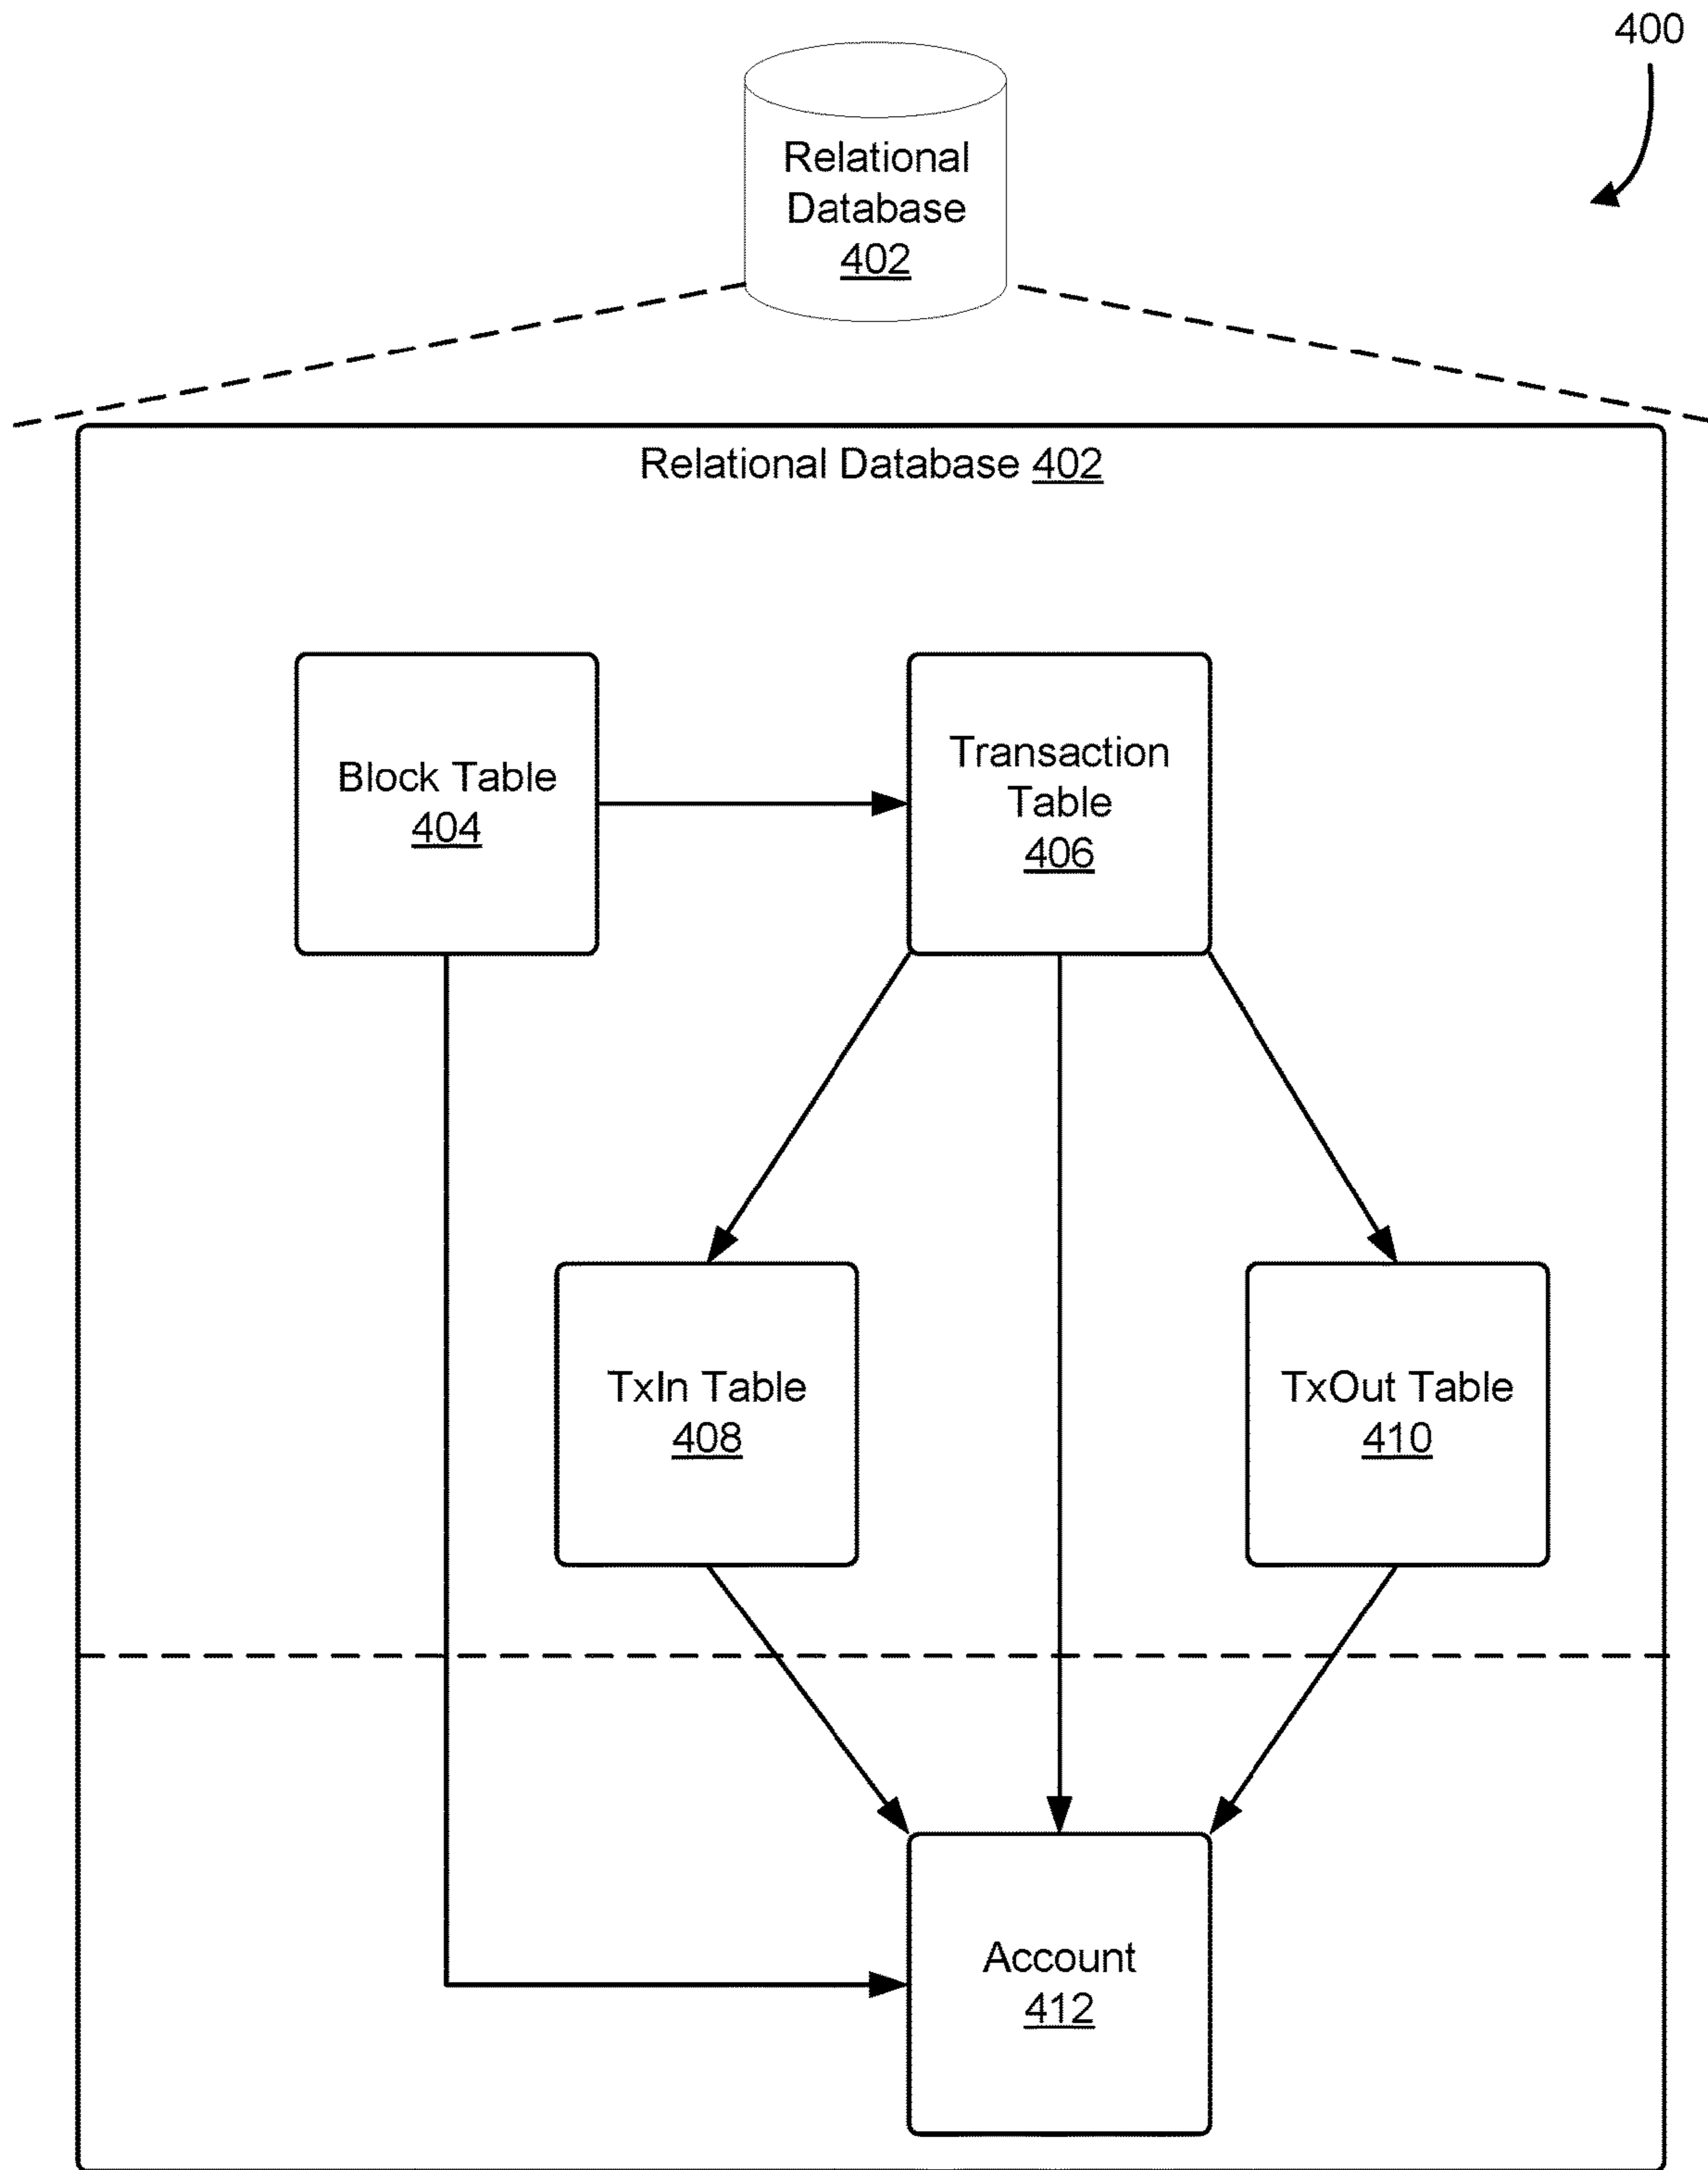 400
Relational
Database
402
Relational Database 402
Block Table
404
Transaction
Table
406
TxIn Table
408
TxOut Table
410
Account
412